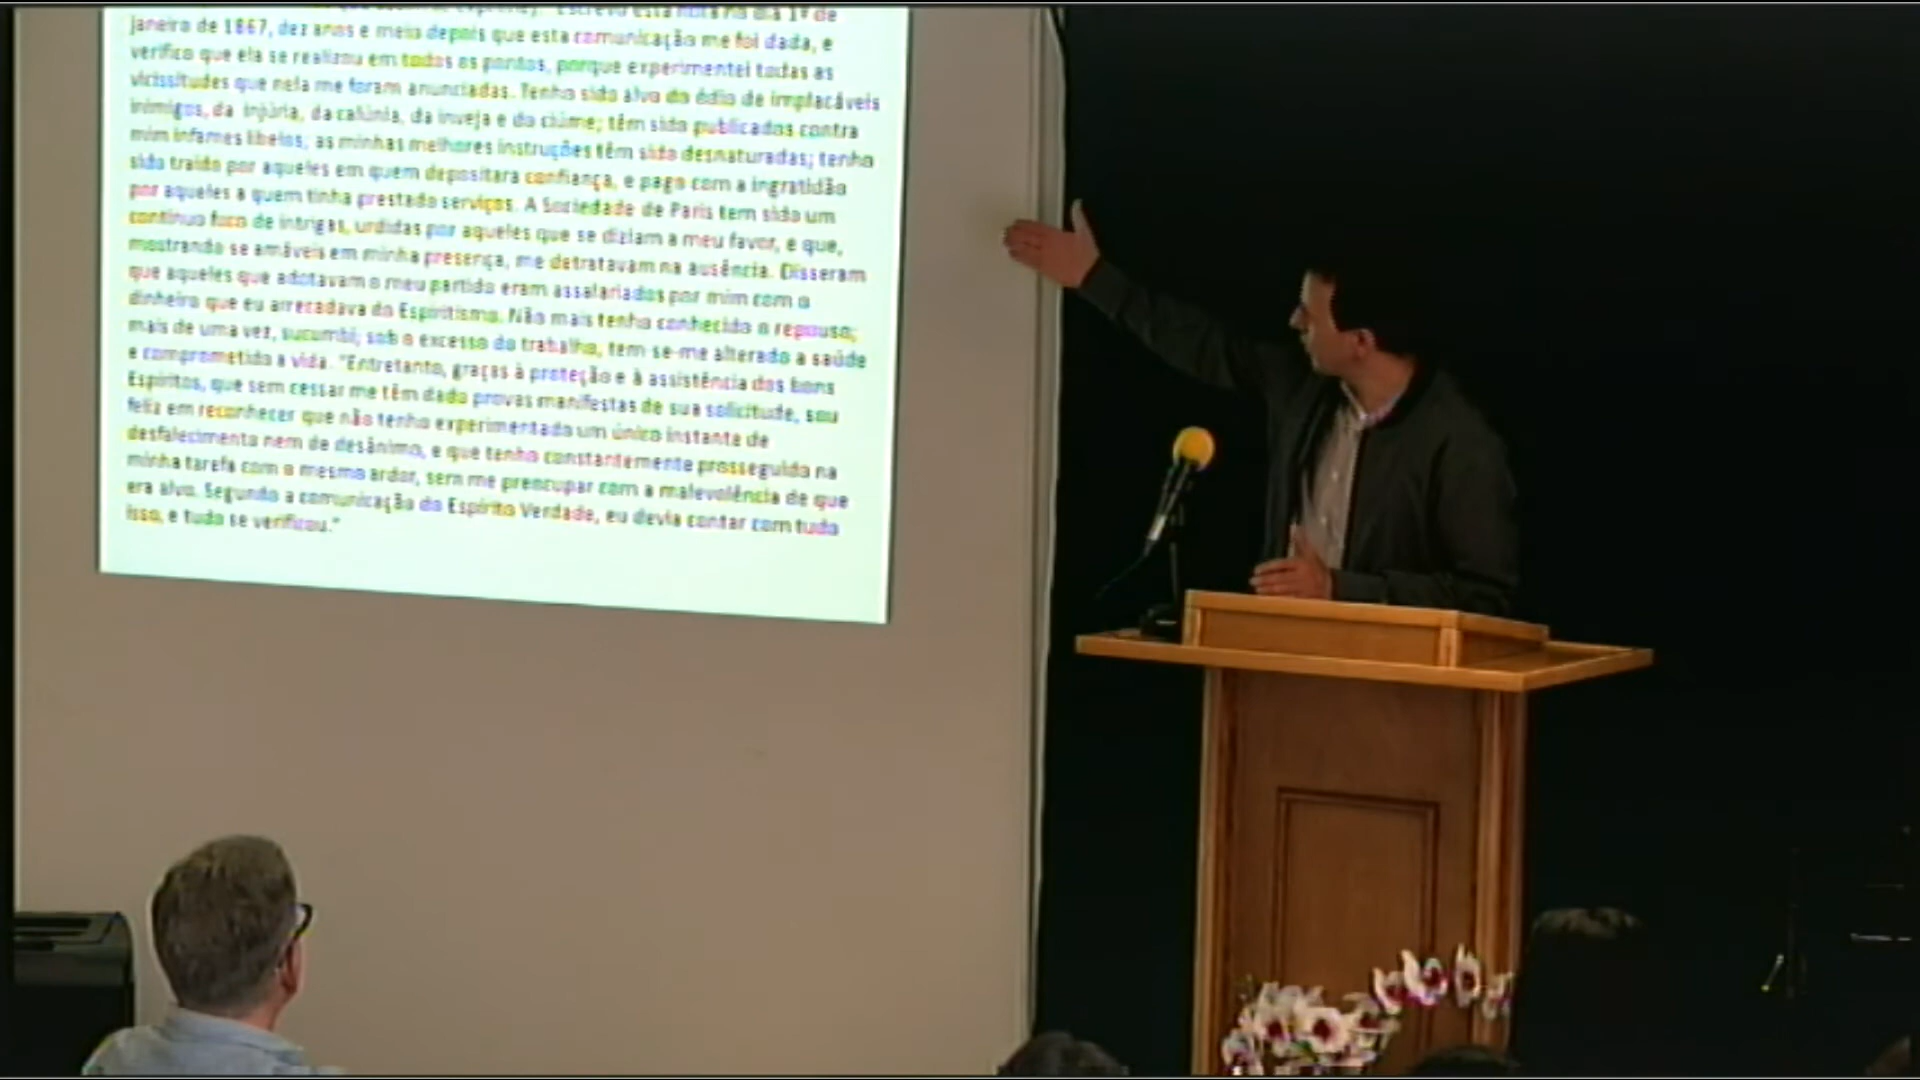 Escrevo esta nota no dia 1º de
janeiro de 1867, dez anos e meio depois que esta comunicação me foi dada, e
verifico que ela se realizou em todos os pontos, porque experimentei todas as
vicissitudes que nela me foram anunciadas. Tenho sido alvo do ódio de implacáveis
inimigos, da injúria, da calúnia, da inveja e do ciúme; têm sido publicados contra
mim infames libelos; as minhas melhores instruções têm sido desnaturadas; tenho
sido traído por aqueles em quem depositara confiança, e pago com a ingratidão
por aqueles a quem tinha prestado serviços. A Sociedade de Paris tem sido um
contínuo foco de intrigas, urdidas por aqueles que se diziam a meu favor, e que,
mostrando se amáveis em minha presença, me detratavam na ausência. Disseram
que aqueles que adotavam o meu partido eram assalariados por mim com o
dinheiro que eu arrecadava do Espiritismo. Não mais tenho conhecido o repouso;
mais de uma vez, sucumbi; sob o excesso do trabalho, tem se-me alterado a saúde
e comprometido a vida. "Entretanto, graças à proteção e à assistência dos bons
Espíritos, que sem cessar me têm dado provas manifestas de sua solicitude, sou
feliz em reconhecer que não tenho experimentado um único instante de
desfalecimento nem de desânimo, e que tenho constantemente prosseguido na
minha tarefa com o mesmo ardor, sem me preocupar com a malevolência de que
era alvo. Segundo a comunicação do Espírito Verdade, eu devia contar com tudo
isso, e tudo se verificou."